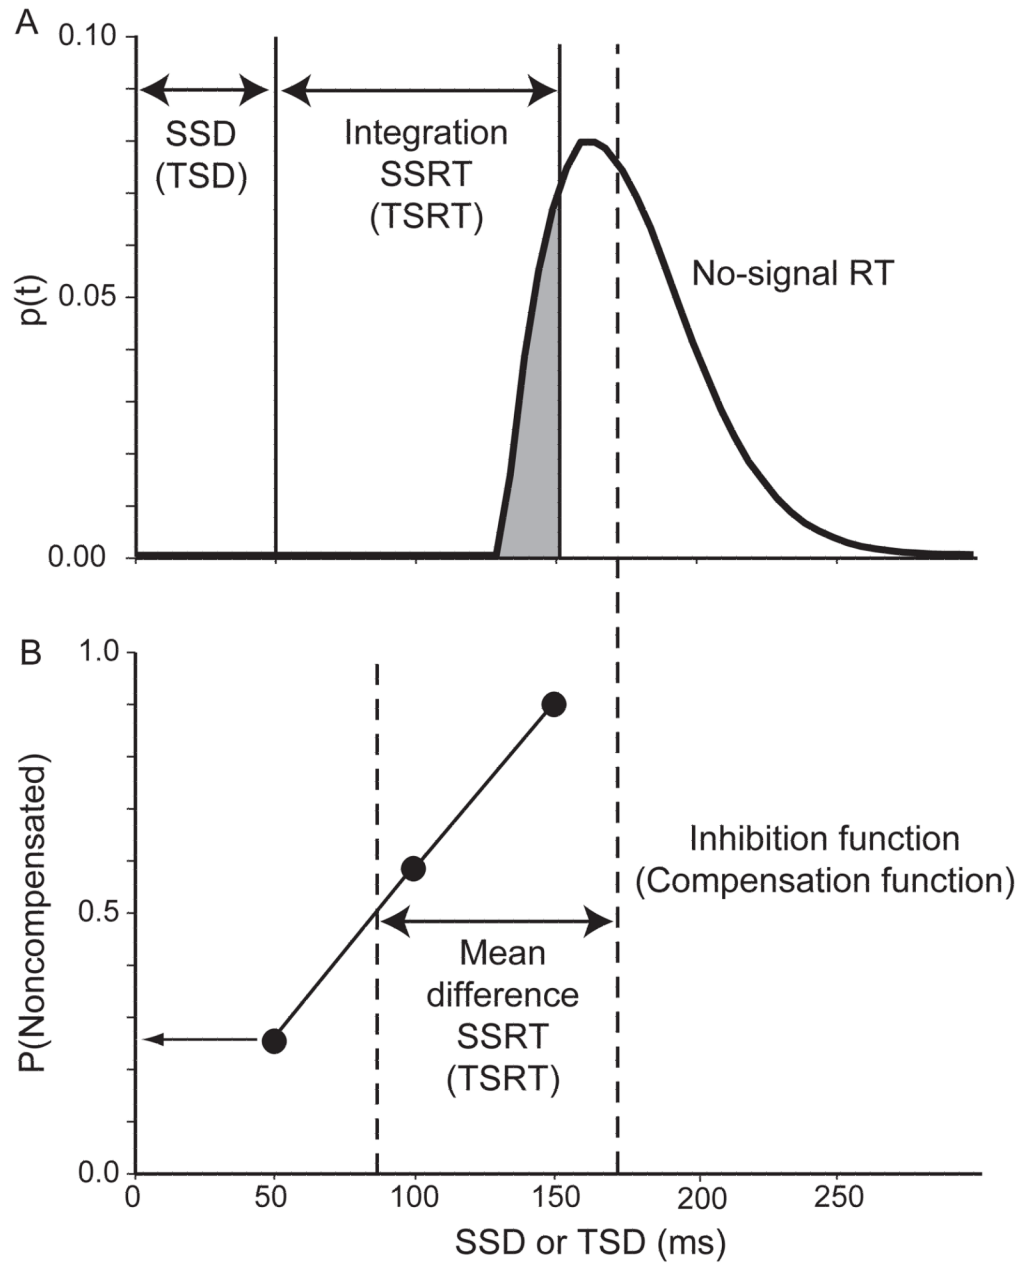 A
0.10
SSD
(TSD)
Integration
SSRT
(TSRT)
No-signal RT
p(t)
0.05
0.00
B
1.0
P(Noncompensated)
0.5
Inhibition function
(Compensation function)
Mean
difference
SSRT
(TSRT)
0.0
0 50 100 150 200 250
SSD or TSD (ms)